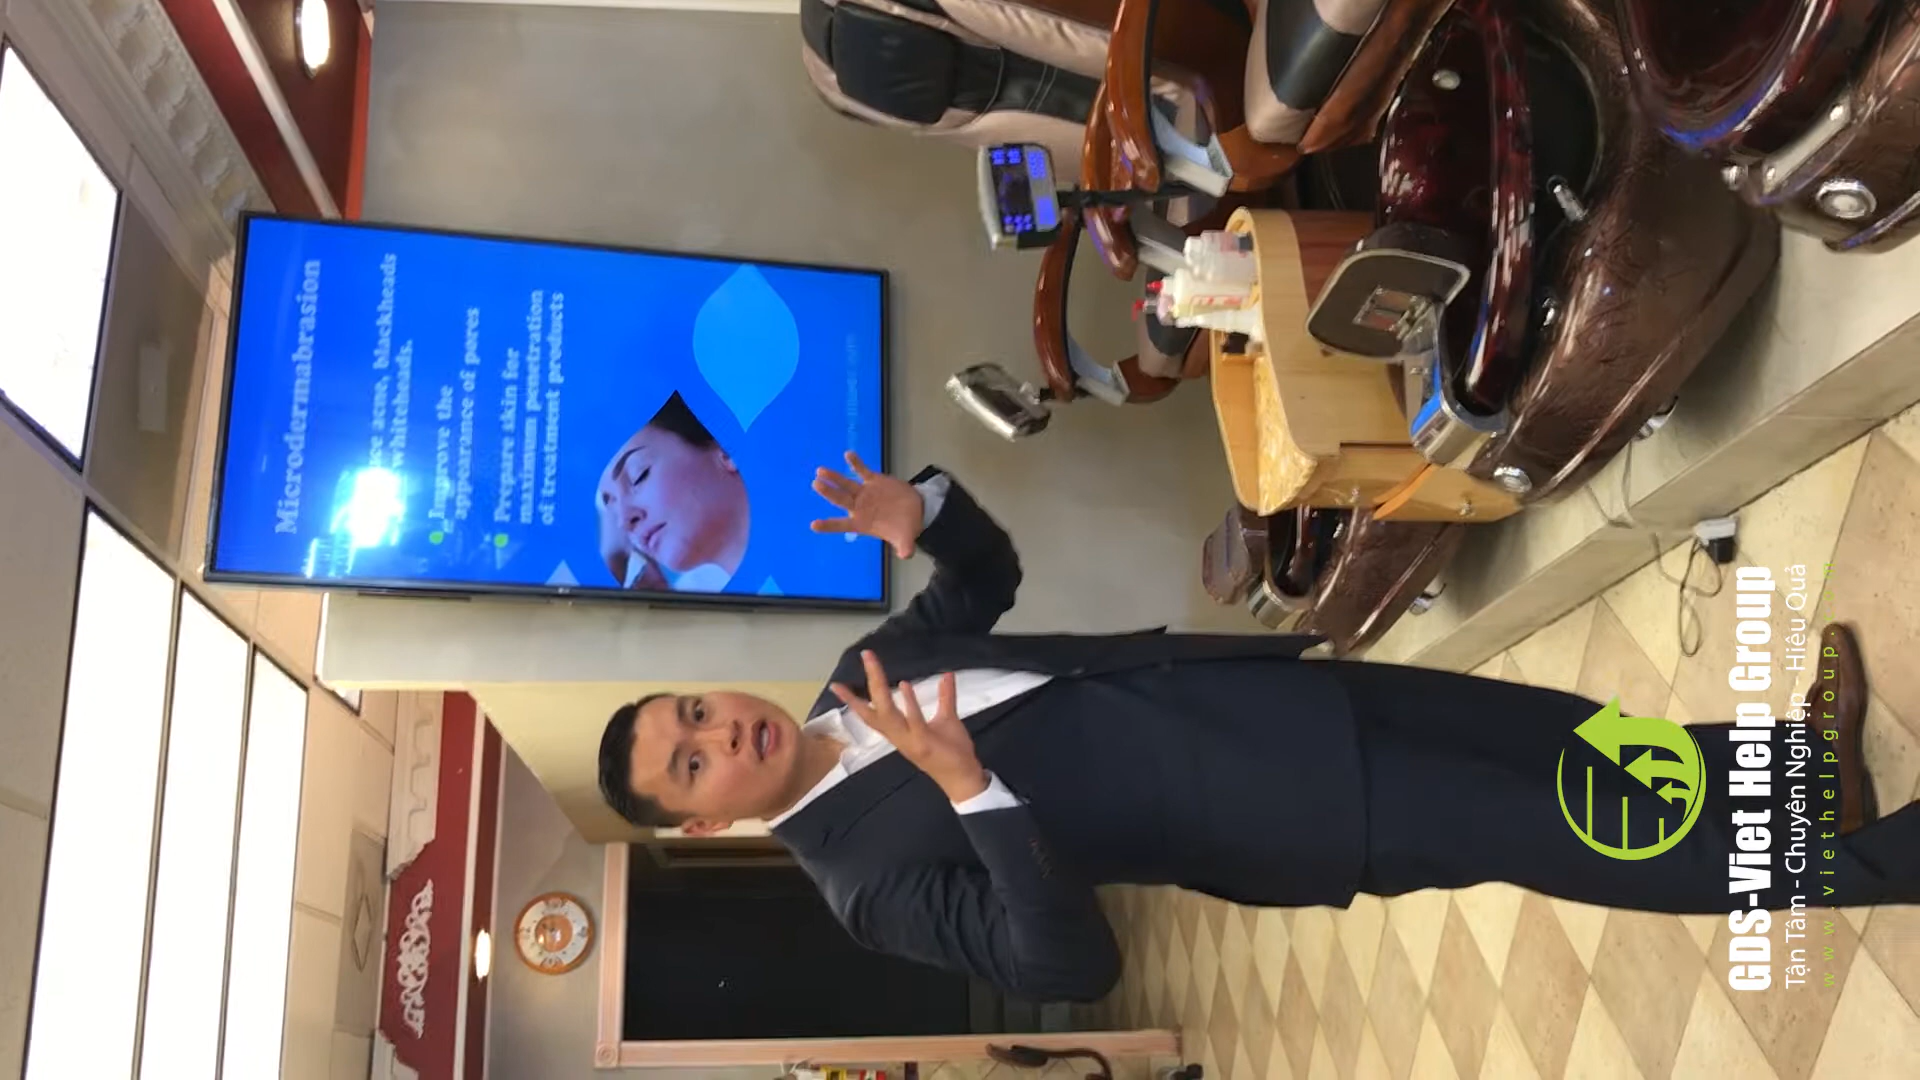 Microdermabrasion
acne, blackheads
whiteheads.
Improve the
appearance of pores
Prepare skin for
maximum penetration
of treatment products
GDS-Viet Help Group
Tận Tâm - Chuyên Nghiệp - Hiệu Quả
www.viethelpgroup.com